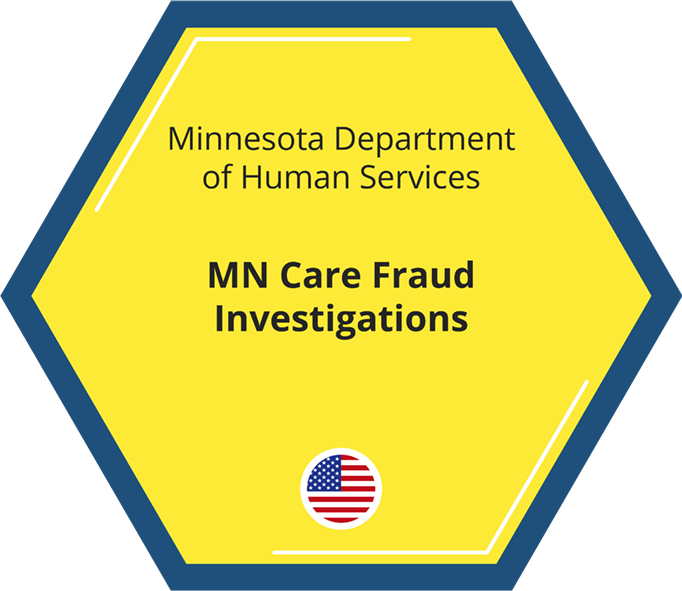 Minnesota Department
of Human Services
MN Care Fraud
Investigations